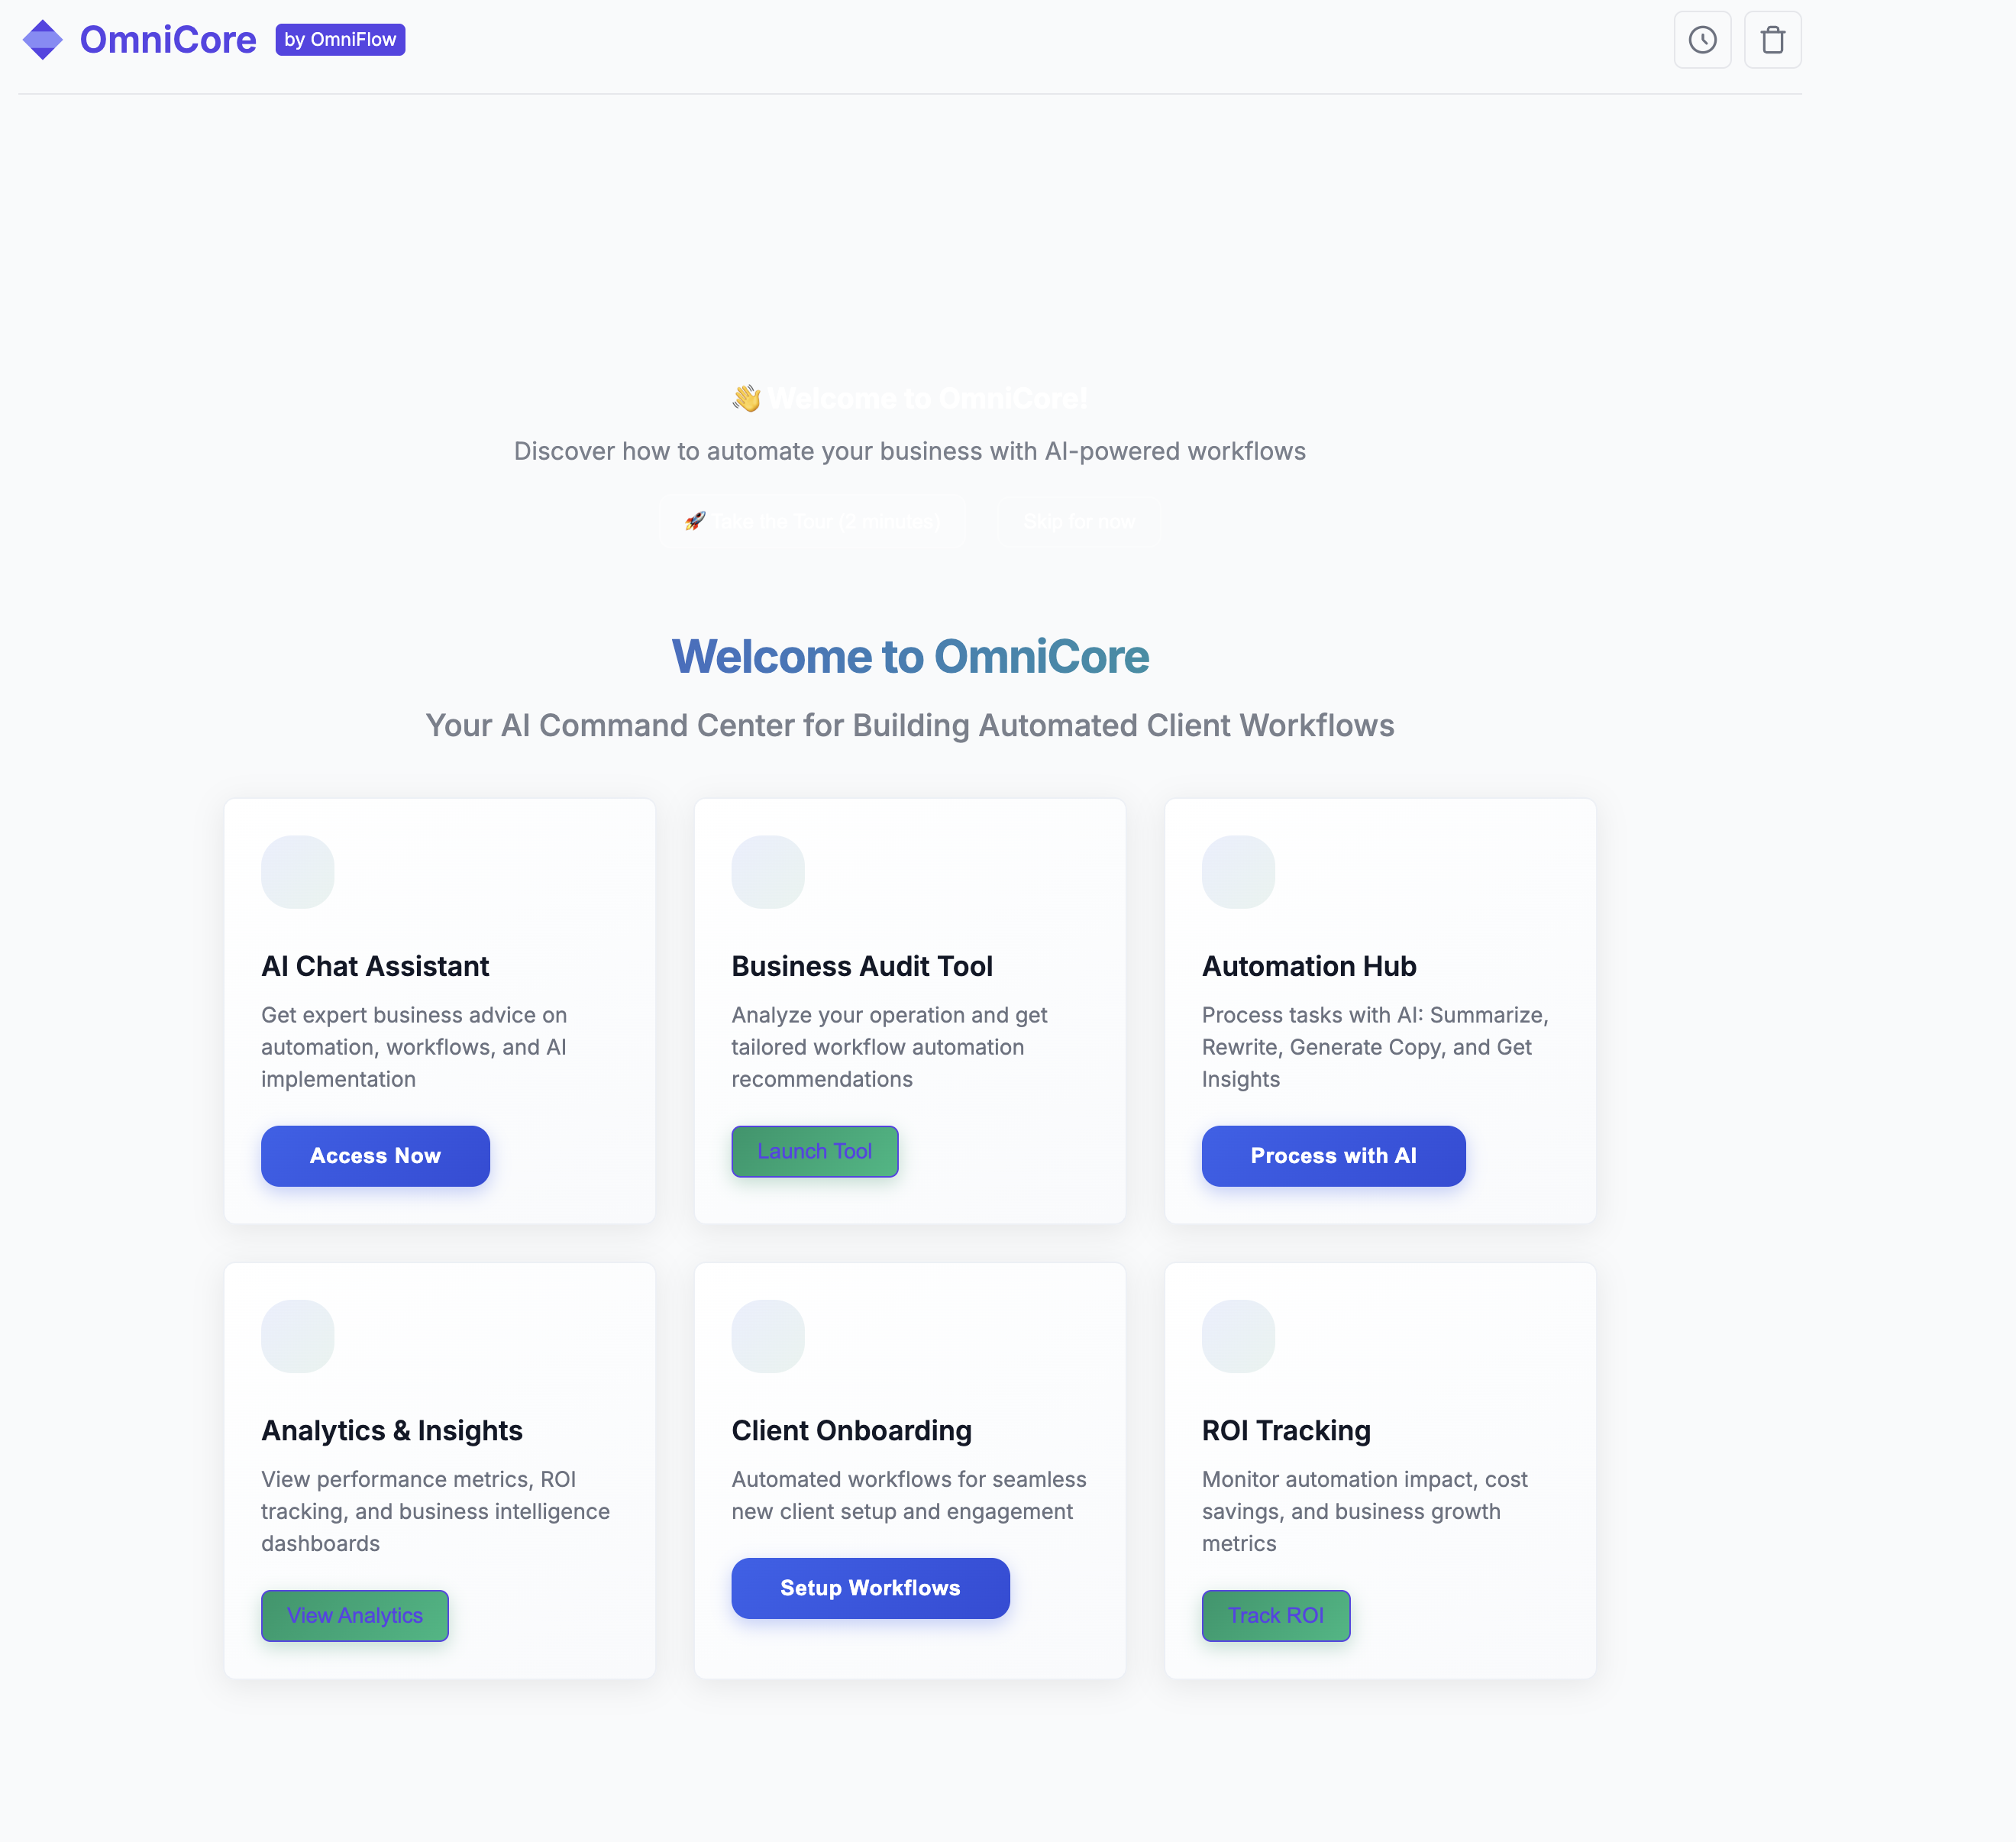 OmniCore by OmniFlow
👋 Welcome to OmniCore!
Discover how to automate your business with AI-powered workflows
🚀 Take the Tour (2 minutes) Skip for now
Welcome to OmniCore
Your AI Command Center for Building Automated Client Workflows
AI Chat Assistant
Get expert business advice on
automation, workflows, and AI
implementation
Access Now
Business Audit Tool
Analyze your operation and get
tailored workflow automation
recommendations
Launch Tool
Automation Hub
Process tasks with AI: Summarize,
Rewrite, Generate Copy, and Get
Insights
Process with AI
Analytics & Insights
View performance metrics, ROI
tracking, and business intelligence
dashboards
View Analytics
Client Onboarding
Automated workflows for seamless
new client setup and engagement
Setup Workflows
ROI Tracking
Monitor automation impact, cost
savings, and business growth
metrics
Track ROI